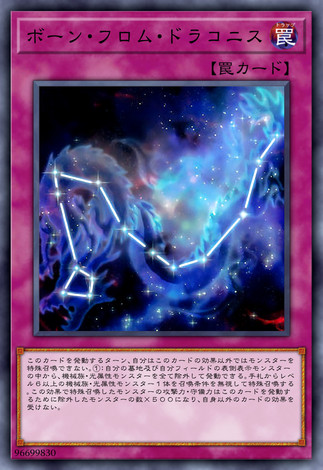 ボーン・フロム・ドラコニス
トラップ
罠
【罠カード】
このカードを発動するターン、自分はこのカードの効果以外ではモンスターを
特殊召喚できない。①：自分の墓地及び自分フィールドの表側表示モンスター
の中から、機械族・光属性モンスターを全て除外して発動できる。手札からレベ
ル６以上の機械族・光属性モンスター１体を召喚条件を無視して特殊召喚する
。この効果で特殊召喚したモンスターの攻撃力・守備力はこのカードを発動す
るために除外したモンスターの数×５００になり、自身以外のカードの効果を
受けない。
96699830